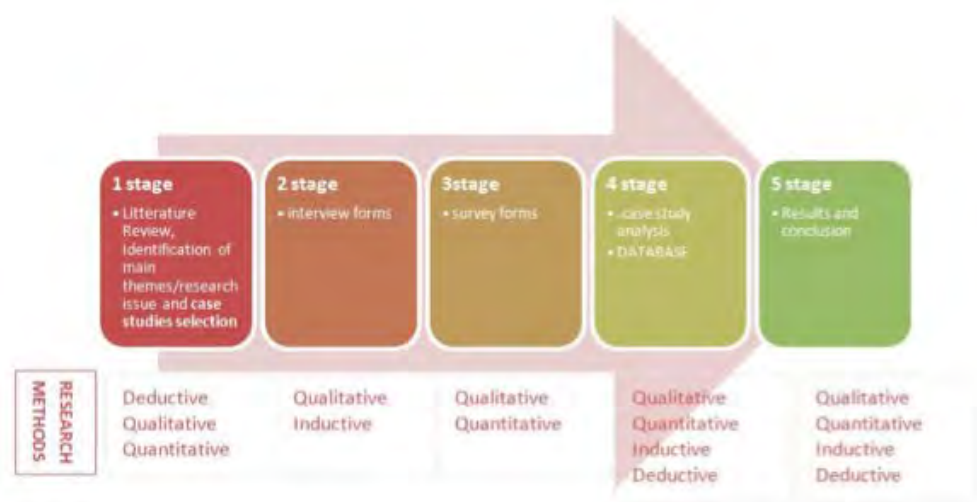 1 stage
• Litterature
Review,
identification of
main
themes/research
issue and case
studies selection
2 stage
• interview forms
3stage
• survey forms
4 stage
• .case study
analysis
• DATABASE
5 stage
• Results and
conclusion
RESEARCH
METHODS
Deductive
Qualitative
Quantitative
Qualitative
Inductive
Qualitative
Quantitative
Qualitative
Quantitative
Inductive
Deductive
Qualitative
Quantitative
Inductive
Deductive